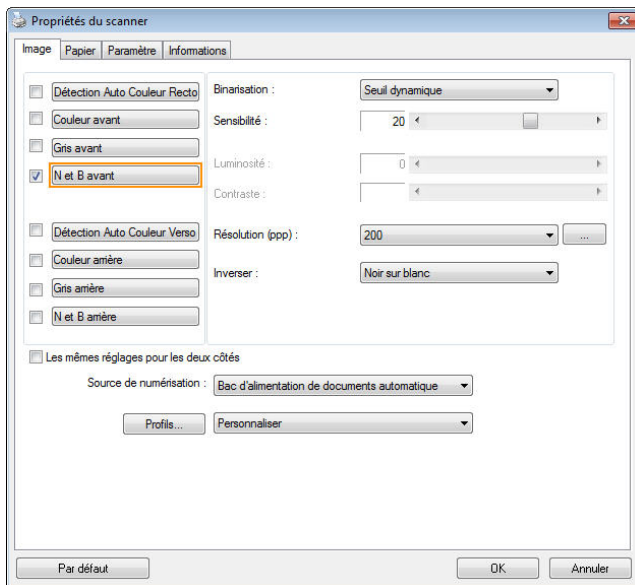 Propriétés du scanner
Image Papier Paramètre Informations
Détection Auto Couleur Recto
Couleur avant
Gris avant
N et B avant
Détection Auto Couleur Verso
Couleur arrière
Gris arrière
N et B arrière
Binarisation : Seuil dynamique
Sensibilité : 20
Luminosité : 0
Contraste :
Résolution (ppp) : 200 ...
Inverser : Noir sur blanc
Les mêmes réglages pour les deux côtés
Source de numérisation : Bac d'alimentation de documents automatique
Profils... Personnaliser
Par défaut OK Annuler